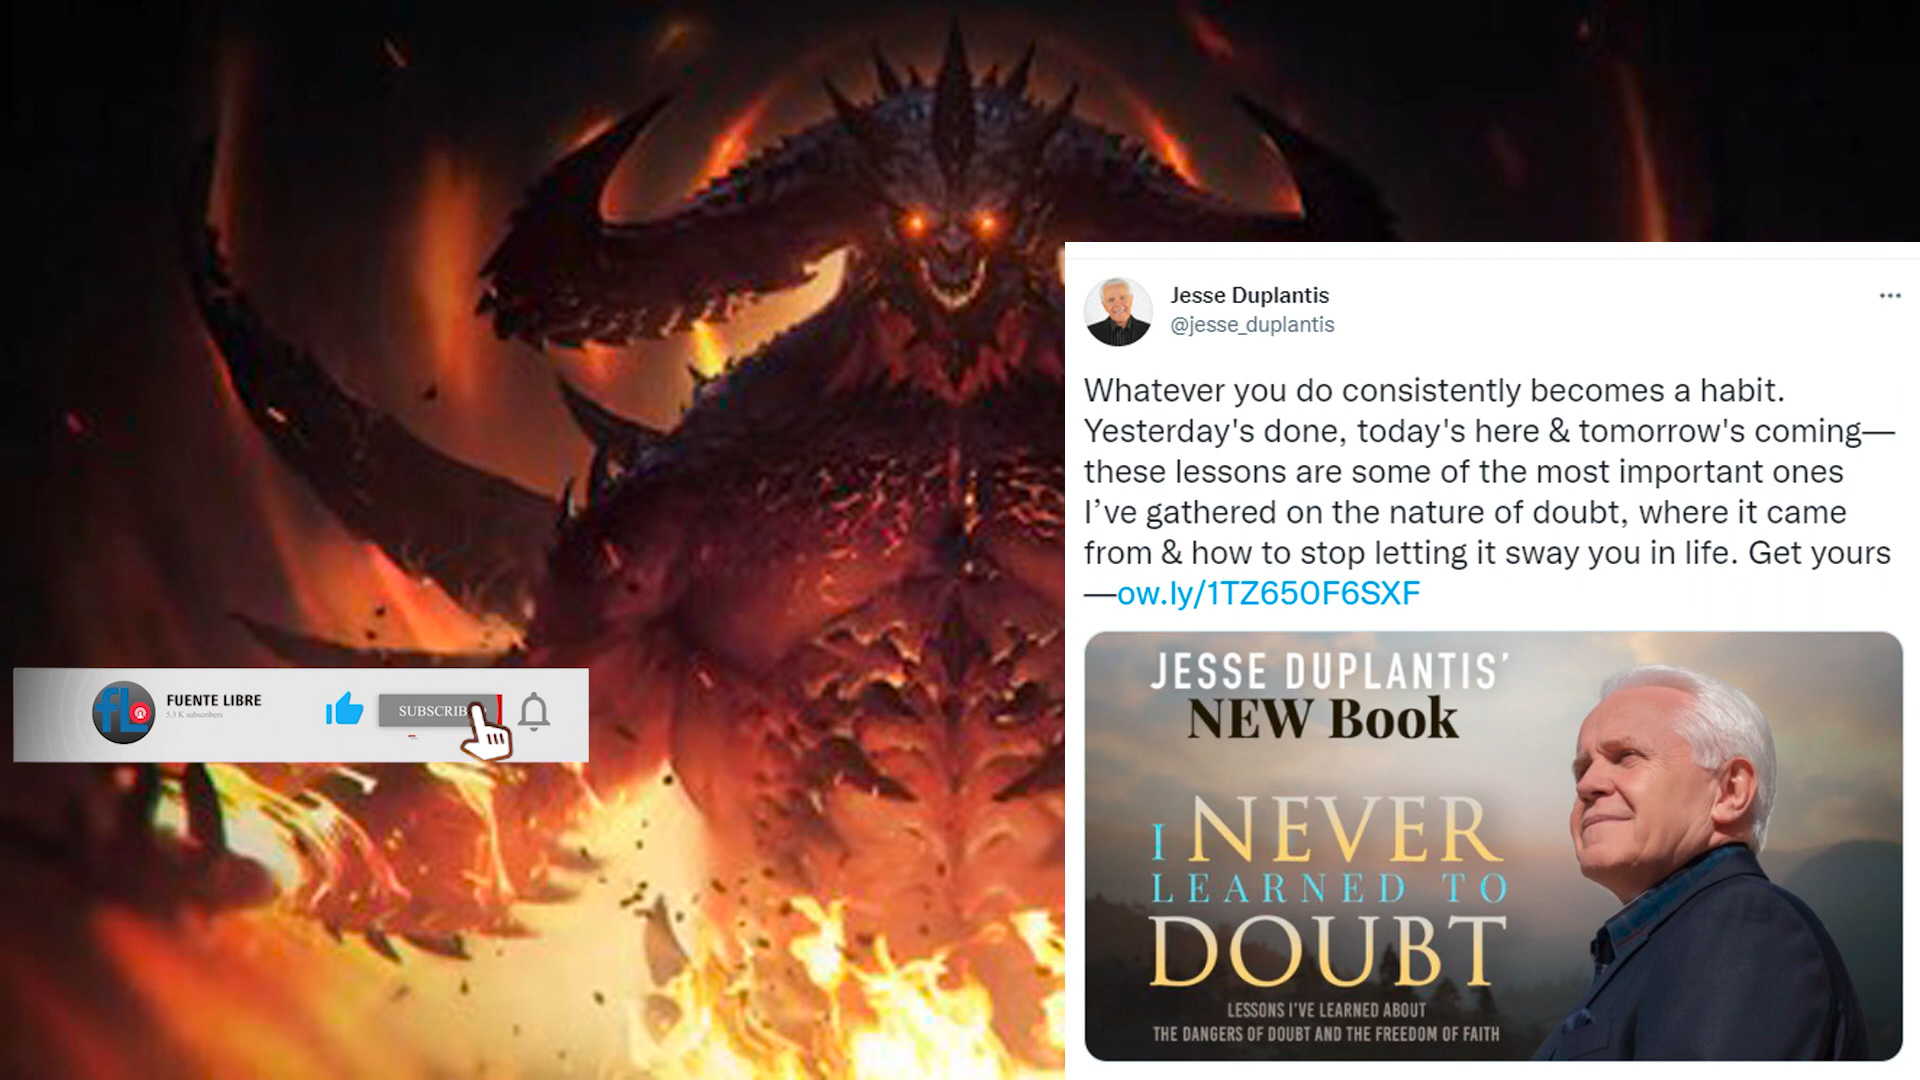 FUENTE LIBRE
5.3 K subscribers
SUBSCRIB
Jesse Duplantis
@jesse_duplantis
Whatever you do consistently becomes a habit.
Yesterday's done, today's here & tomorrow's coming—
these lessons are some of the most important ones
I’ve gathered on the nature of doubt, where it came
from & how to stop letting it sway you in life. Get yours
—ow.ly/1TZ650F6SXF
JESSE DUPLANTIS’
NEW Book
I NEVER
LEARNED TO
DOUBT
LESSONS I'VE LEARNED ABOUT
THE DANGERS OF DOUBT AND THE FREEDOM OF FAITH